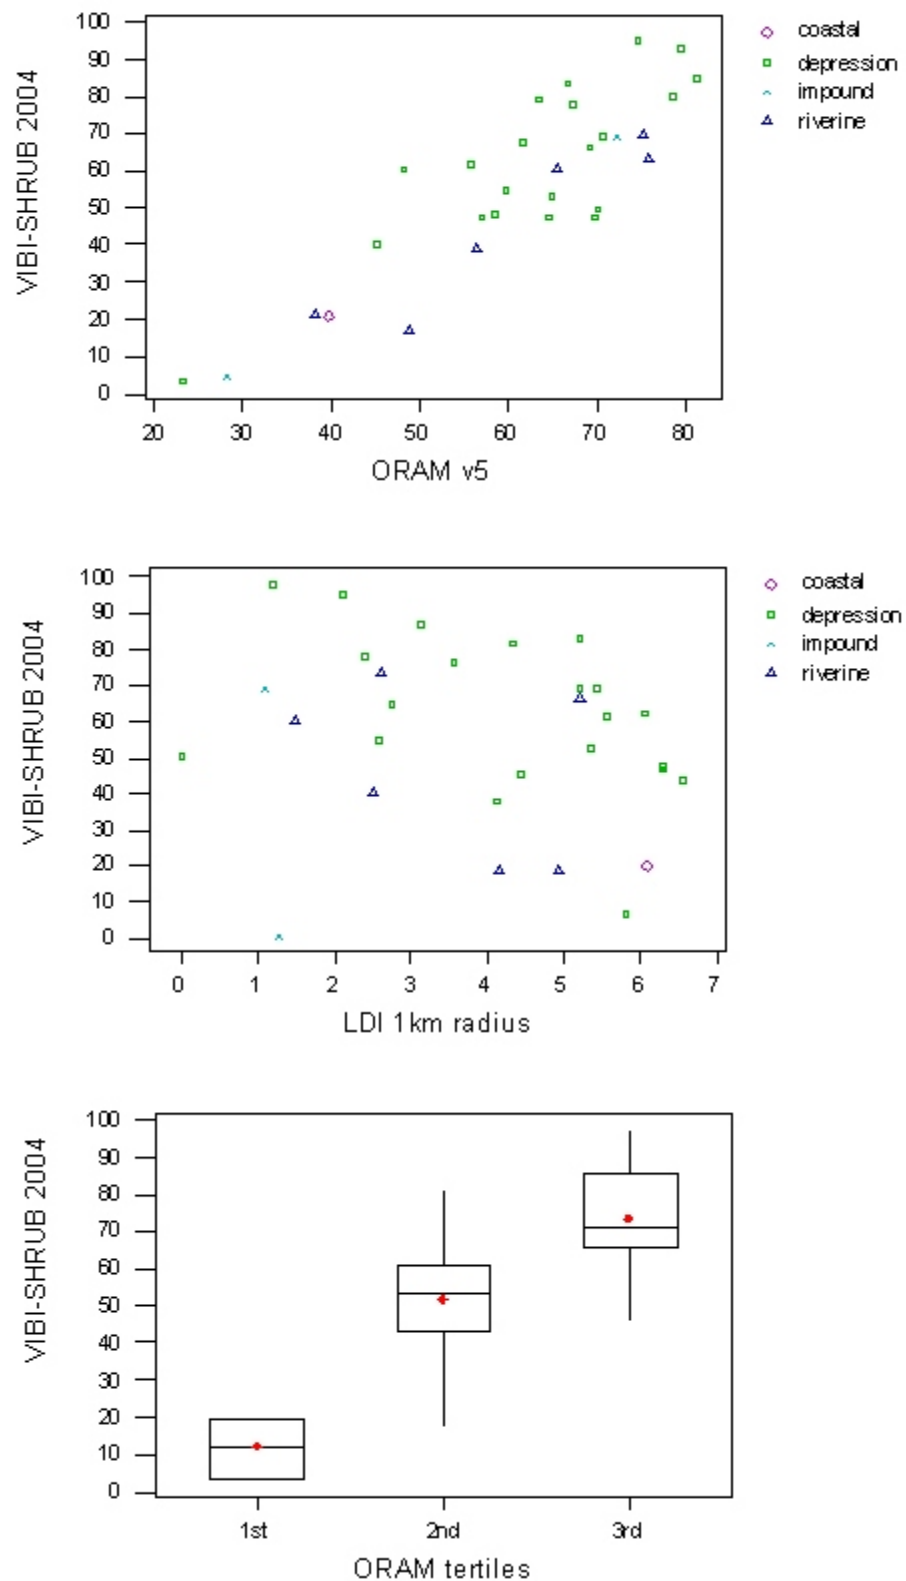 VIBI-SHRUB 2004
100
90
80
70
60
50
40
30
20
10
0
20 30 40 50 60 70 80
ORAM v5
coastal
depression
impound
riverine
VIBI-SHRUB 2004
100
90
80
70
60
50
40
30
20
10
0
0 1 2 3 4 5 6 7
LDI 1km radius
coastal
depression
impound
riverine
VIBI-SHRUB 2004
100
90
80
70
60
50
40
30
20
10
0
1st 2nd 3rd
ORAM tertiles